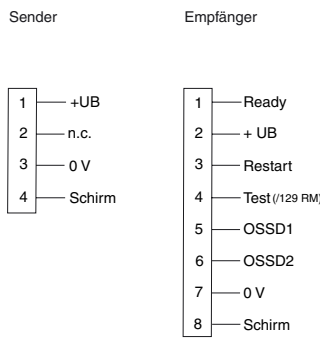 Sender
1 +UB
2 n.c.
3 0 V
4 Schirm
Empfänger
1 Ready
2 + UB
3 Restart
4 Test (/129 RM)
5 OSSD1
6 OSSD2
7 0 V
8 Schirm